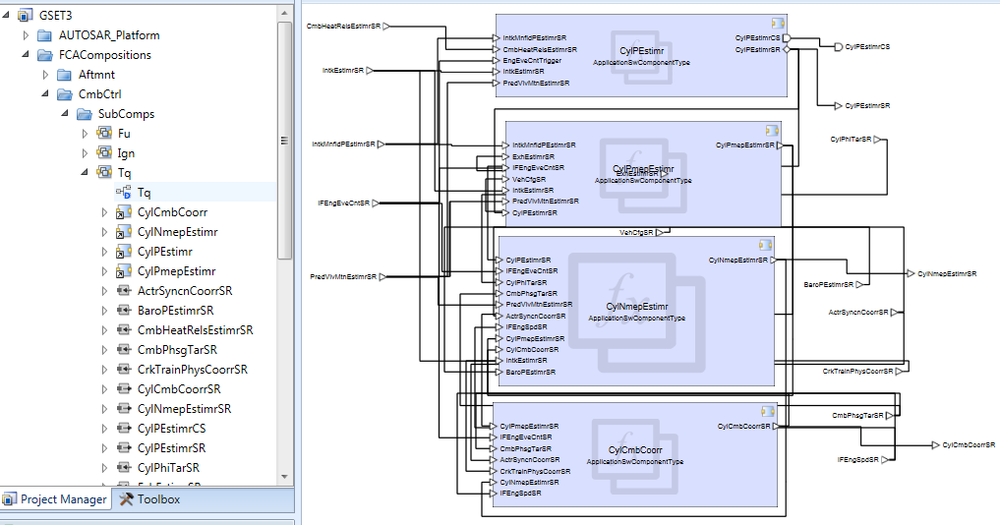 GSET3
AUTOSAR_Platform
FCACompositions
Aftmnt
CmbCtrl
SubComps
Fu
Ign
Tq
Tq
CylCmbCoorr
CylNmepEstimr
CylPEstimr
CylPmepEstimr
ActrSyncnCoorrSR
BaroPEstimrSR
CmbHeatRelsEstimrSR
CmbPhsgTarSR
CrkTrainPhysCoorrSR
CylCmbCoorrSR
CylNmepEstimrSR
CylPEstimrCS
CylPEstimrSR
CylPhiTarSR
Project Manager
Toolbox
CmbHeatRelsEstimrSR
IntkEstimrSR
IntkMnfldPEstimrSR
IFEngEveCntSR
PredVlvMtnEstimrSR
IntkMnfldPEstimrSR
CmbHeatRelsEstimrSR
EngEveCntTrigger
IntkEstimrSR
PredVlvMtnEstimrSR
CylPEstimr
ApplicationSwComponentType
CylPEstimrCS
CylPEstimrSR
CylPEstimrCS
CylPEstimrSR
IntkMnfldPEstimrSR
ExhEstimrSR
IFEngEveCntSR
VehCfgSR
IntkEstimrSR
PredVlvMtnEstimrSR
CylPEstimrSR
CylPmepEstimr
ExhEstimrSR
ApplicationSwComponentType
CylPmepEstimrSR
CylPhiTarSR
VehCfgSR
CylPEstimrSR
IFEngEveCntSR
CylPhiTarSR
CmbPhsgTarSR
PredVlvMtnEstimrSR
ActrSyncnCoorrSR
IFEngSpdSR
CylPmepEstimrSR
CylCmbCoorrSR
IntkEstimrSR
BaroPEstimrSR
fx
CylNmepEstimr
ApplicationSwComponentType
CylNmepEstimrSR
CylNmepEstimrSR
BaroPEstimrSR
ActrSyncnCoorrSR
CrkTrainPhysCoorrSR
CylPmepEstimrSR
IFEngEveCntSR
CmbPhsgTarSR
ActrSyncnCoorrSR
CrkTrainPhysCoorrSR
CylNmepEstimrSR
IFEngSpdSR
CylCmbCoorr
ApplicationSwComponentType
CylCmbCoorrSR
CmbPhsgTarSR
CylCmbCoorrSR
IFEngSpdSR